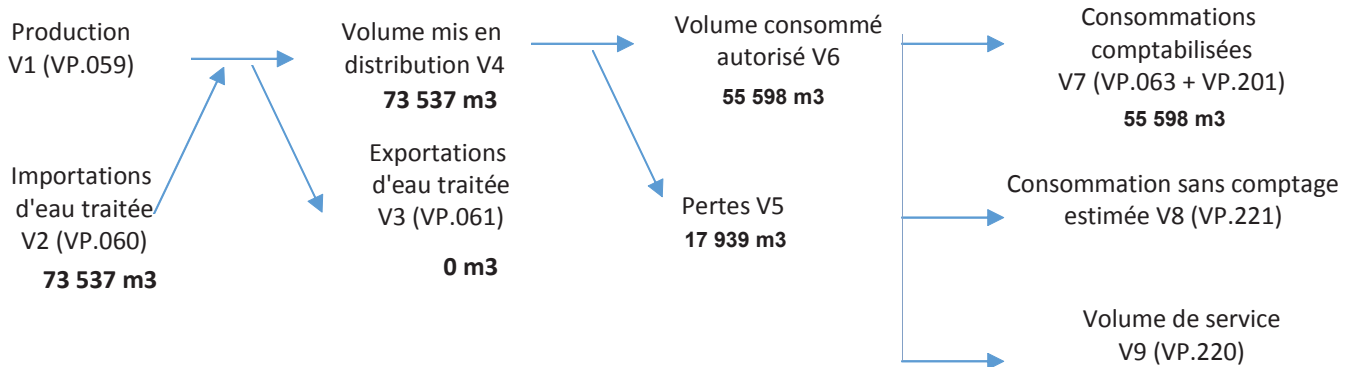 Production
V1 (VP.059)
Importations
d'eau traitée
V2 (VP.060)
73 537 m3
Volume mis en
distribution V4
73 537 m3
Exportations
d'eau traitée
V3 (VP.061)
0 m3
Volume consommé
autorisé V6
55 598 m3
Pertes V5
17 939 m3
Consommations
comptabilisées
V7 (VP.063 + VP.201)
55 598 m3
Consommation sans comptage
estimée V8 (VP.221)
Volume de service
V9 (VP.220)